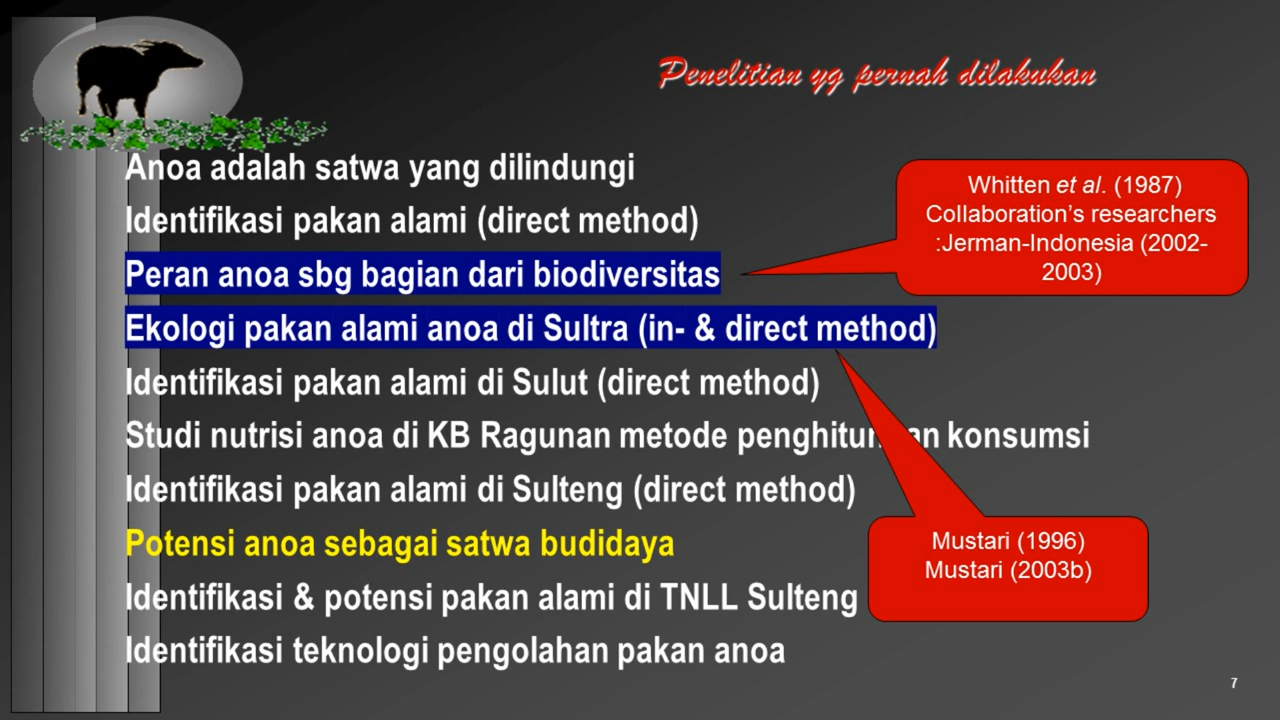 Penelitian yg pernah dilakukan
Anoa adalah satwa yang dilindungi
Identifikasi pakan alami (direct method)
Peran anoa sbg bagian dari biodiversitas
Ekologi pakan alami anoa di Sultra (in- & direct method)
Identifikasi pakan alami di Sulut (direct method)
Studi nutrisi anoa di KB Ragunan metode konsumsi
Identifikasi pakan alami di Sulteng (direct method)
Potensi anoa sebagai satwa budidaya
Identifikasi & potensi pakan alami di TNLL Sulteng
Identifikasi teknologi pengolahan pakan anoa
Whitten et al. (1987)
Collaboration's researchers
:Jerman-Indonesia (2002-
2003)
Mustari (1996)
Mustari (2003b)
7